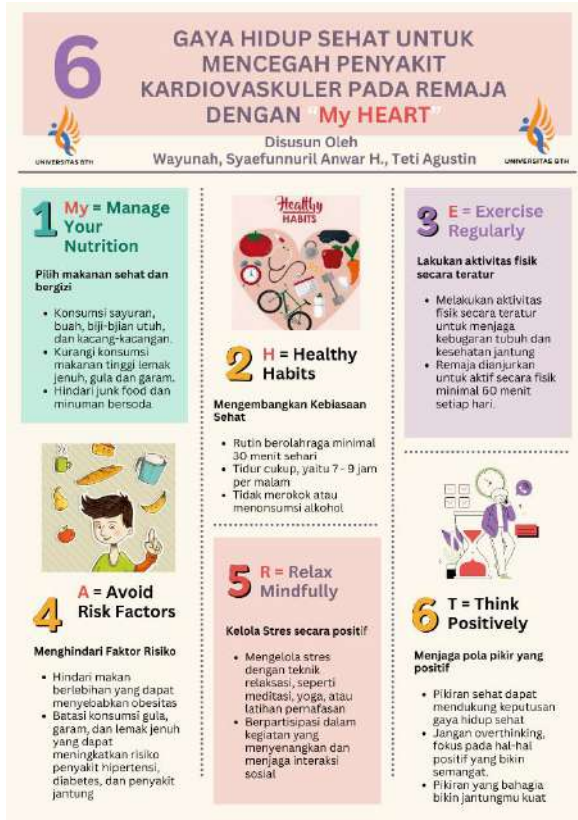 6
GAYA HIDUP SEHAT UNTUK
MENCEGAH PENYAKIT
KARDIOVASKULER PADA REMAJA
DENGAN "My HEART"
Disusun Oleh
Wayunah, Syaefunnuril Anwar H., Teti Agustin
UNIVERSITAS BTH
UNIVERSITAS BTH
1
My = Manage
Your
Nutrition
Pilih makanan sehat dan
bergizi
• Konsumsi sayuran,
buah, biji-bjian utuh,
dan kacang-kacangan.
• Kurangi konsumsi
makanan tinggi lemak
jenuh, gula dan garam.
• Hindari junk food dan
minuman bersoda
Healthy
HABITS
2
H = Healthy
Habits
Mengembangkan Kebiasaan
Sehat
• Rutin berolahraga minimal
30 menit sehari
• Tidur cukup, yaitu 7 - 9 jam
per malam
• Tidak merokok atau
menonsumsi alkohol
3
E = Exercise
Regularly
Lakukan aktivitas fisik
secara teratur
• Melakukan aktivitas
fisik secara teratur
untuk menjaga
kebugaran tubuh dan
kesehatan jantung
• Remaja dianjurkan
untuk aktif secara fisik
minimal 60 menit
setiap hari.
4
A = Avoid
Risk Factors
Menghindari Faktor Risiko
• Hindari makan
berlebihan yang dapat
menyebabkan obesitas
• Batasi konsumsi gula,
garam, dan lemak jenuh
yang dapat
meningkatkan risiko
penyakit hipertensi,
diabetes, dan penyakit
jantung
5
R = Relax
Mindfully
Kelola Stres secara positif
• Mengelola stres
dengan teknik
relaksasi, seperti
meditasi, yoga, atau
latihan pernafasan
• Berpartisipasi dalam
kegiatan yang
menyenangkan dan
menjaga interaksi
sosial
6
T = Think
Positively
Menjaga pola pikir yang
positif
• Pikiran sehat dapat
mendukung keputusan
gaya hidup sehat
• Jangan overthinking,
fokus pada hal-hal
positif yang bikin
semangat.
• Pikiran yang bahagia
bikin jantungmu kuat